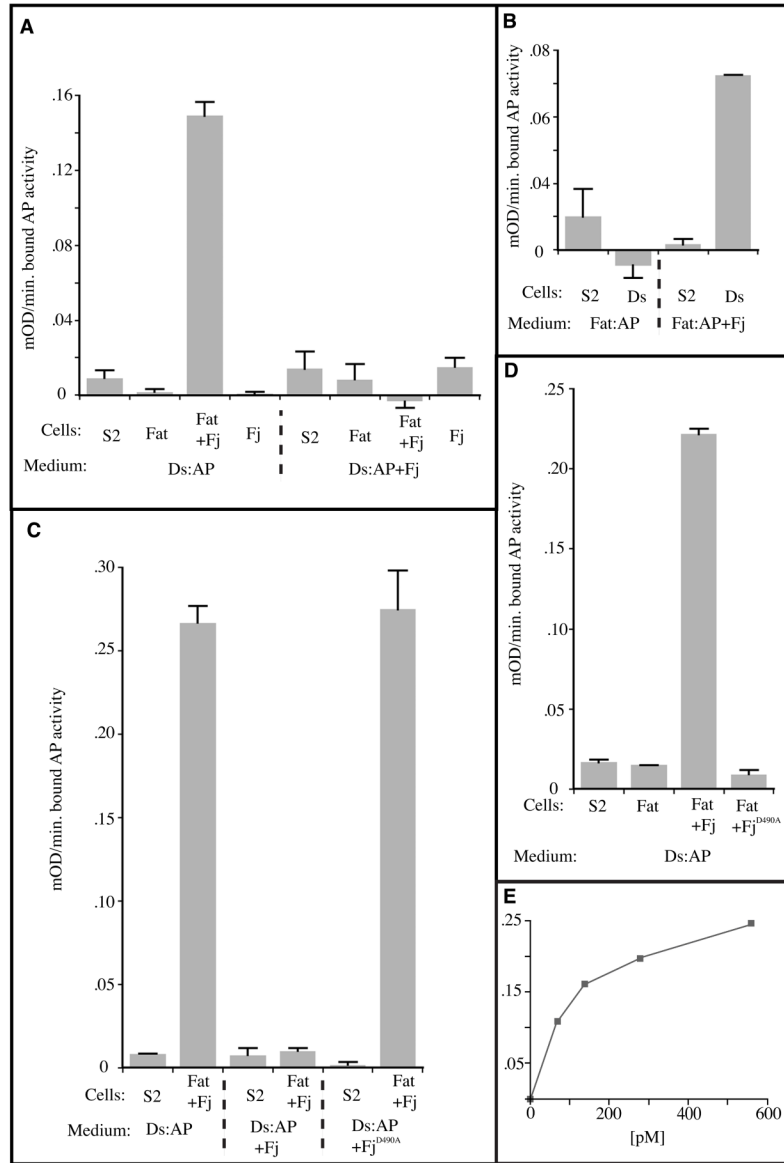 A
mOD/min. bound AP activity
.16
.12
.08
.04
0
Cells: S2 Fat Fat +Fj Fj S2 Fat Fat +Fj Fj
Medium: Ds:AP Ds:AP+Fj
B
mOD/min. bound AP activity
.08
.04
0
Cells: S2 Ds S2 Ds
Medium: Fat:AP Fat:AP+Fj
C
mOD/min. bound AP activity
.30
.25
.20
.15
.10
.05
0
Cells: S2 Fat +Fj S2 Fat +Fj S2 Fat +Fj
Medium: Ds:AP Ds:AP +Fj Ds:AP +Fj^D490A
D
mOD/min. bound AP activity
.25
.20
.25
.10
.05
0
Cells: S2 Fat Fat +Fj Fat +Fj^D490A
Medium: Ds:AP
E
.25
.15
.05
0 200 400 600
[pM]